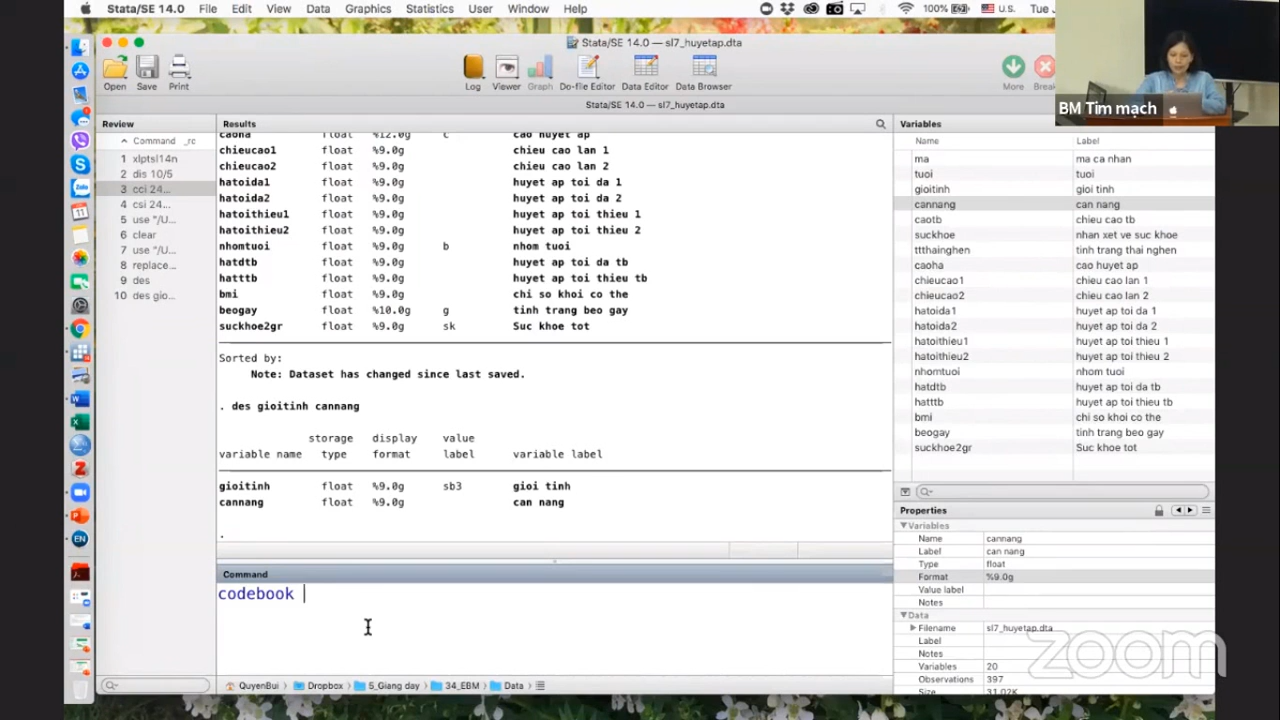 Stata/SE 14.0 File Edit View Data Graphics Statistics User Window Help 100% U.S. Tue
Stata/SE 14.0 — sl7_huyetap.dta
Open Save Print Log Viewer Graph Do-file Editor Data Editor Data Browser More Break
Stata/SE 14.0 — sl7_huyetap.dta
BM Tim mạch
Review
Command _rc
1 xlptsl14n
2 dis 10/5
3 cci 24...
4 csi 24...
5 use "/U...
6 clear
7 use "/U...
8 replace...
9 des
10 des gio...
Results
caoha float %12.0g c cao huyet ap
chieucao1 float %9.0g chieu cao lan 1
chieucao2 float %9.0g chieu cao lan 2
hatoida1 float %9.0g huyet ap toi da 1
hatoida2 float %9.0g huyet ap toi da 2
hatoithieu1 float %9.0g huyet ap toi thieu 1
hatoithieu2 float %9.0g huyet ap toi thieu 2
nhomtuoi float %9.0g b nhom tuoi
hatdtb float %9.0g huyet ap toi da tb
hatttb float %9.0g huyet ap toi thieu tb
bmi float %9.0g chi so khoi co the
beogay float %10.0g g tinh trang beo gay
suckhoe2gr float %9.0g sk Suc khoe tot
Sorted by:
Note: Dataset has changed since last saved.
. des gioitinh cannang
storage display value
variable name type format label variable label
gioitinh float %9.0g sb3 gioi tinh
cannang float %9.0g can nang
.
Command
codebook
QuyenBui Dropbox 5_Giang day 34_EBM Data
Variables
Name Label
ma ma ca nhan
tuoi tuoi
gioitinh gioi tinh
cannang can nang
caotb chieu cao tb
suckhoe nhan xet ve suc khoe
ttthainghen tinh trang thai nghen
caoha cao huyet ap
chieucao1 chieu cao lan 1
chieucao2 chieu cao lan 2
hatoida1 huyet ap toi da 1
hatoida2 huyet ap toi da 2
hatoithieu1 huyet ap toi thieu 1
hatoithieu2 huyet ap toi thieu 2
nhomtuoi nhom tuoi
hatdtb huyet ap toi da tb
hatttb huyet ap toi thieu tb
bmi chi so khoi co the
beogay tinh trang beo gay
suckhoe2gr Suc khoe tot
Properties
Variables
Name cannang
Label can nang
Type float
Format %9.0g
Value label
Notes
Data
Filename sl7_huyetap.dta
Label
Notes
Variables 20
Observations 397
Size 31.02K
zoom